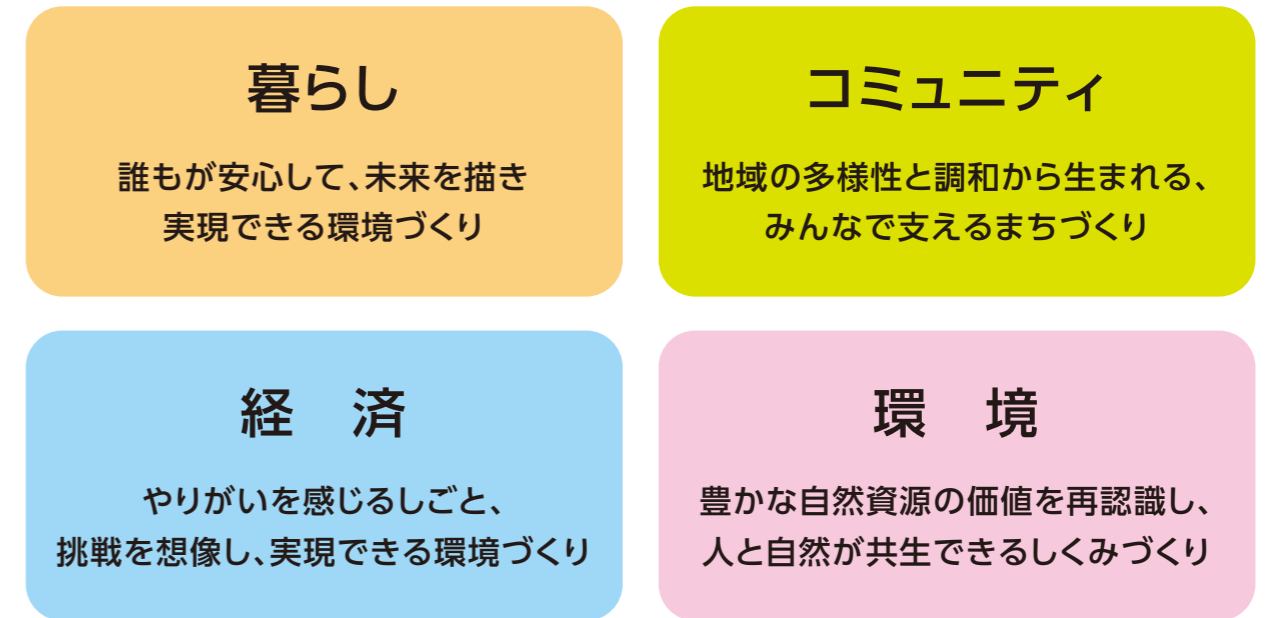 暮らし
誰もが安心して、未来を描き
実現できる環境づくり
コミュニティ
地域の多様性と調和から生まれる、
みんなで支えるまちづくり
経　済
やりがいを感じるしごと、
挑戦を想像し、実現できる環境づくり
環　境
豊かな自然資源の価値を再認識し、
人と自然が共生できるしくみづくり